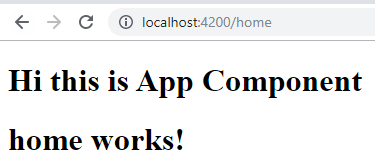 localhost:4200/home
Hi this is App Component
home works!